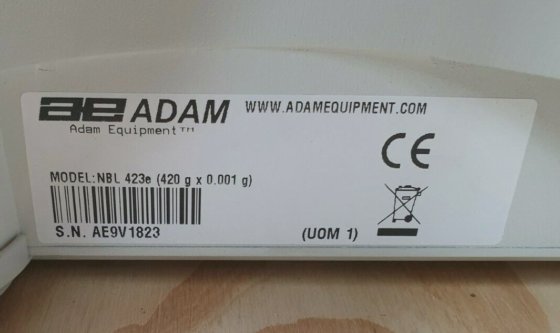 ae ADAM WWW.ADAMEQUIPMENT.COM
Adam Equipment™
CE
MODEL:NBL 423e (420 g x 0.001 g)
S.N. AE9V1823 (UOM 1)